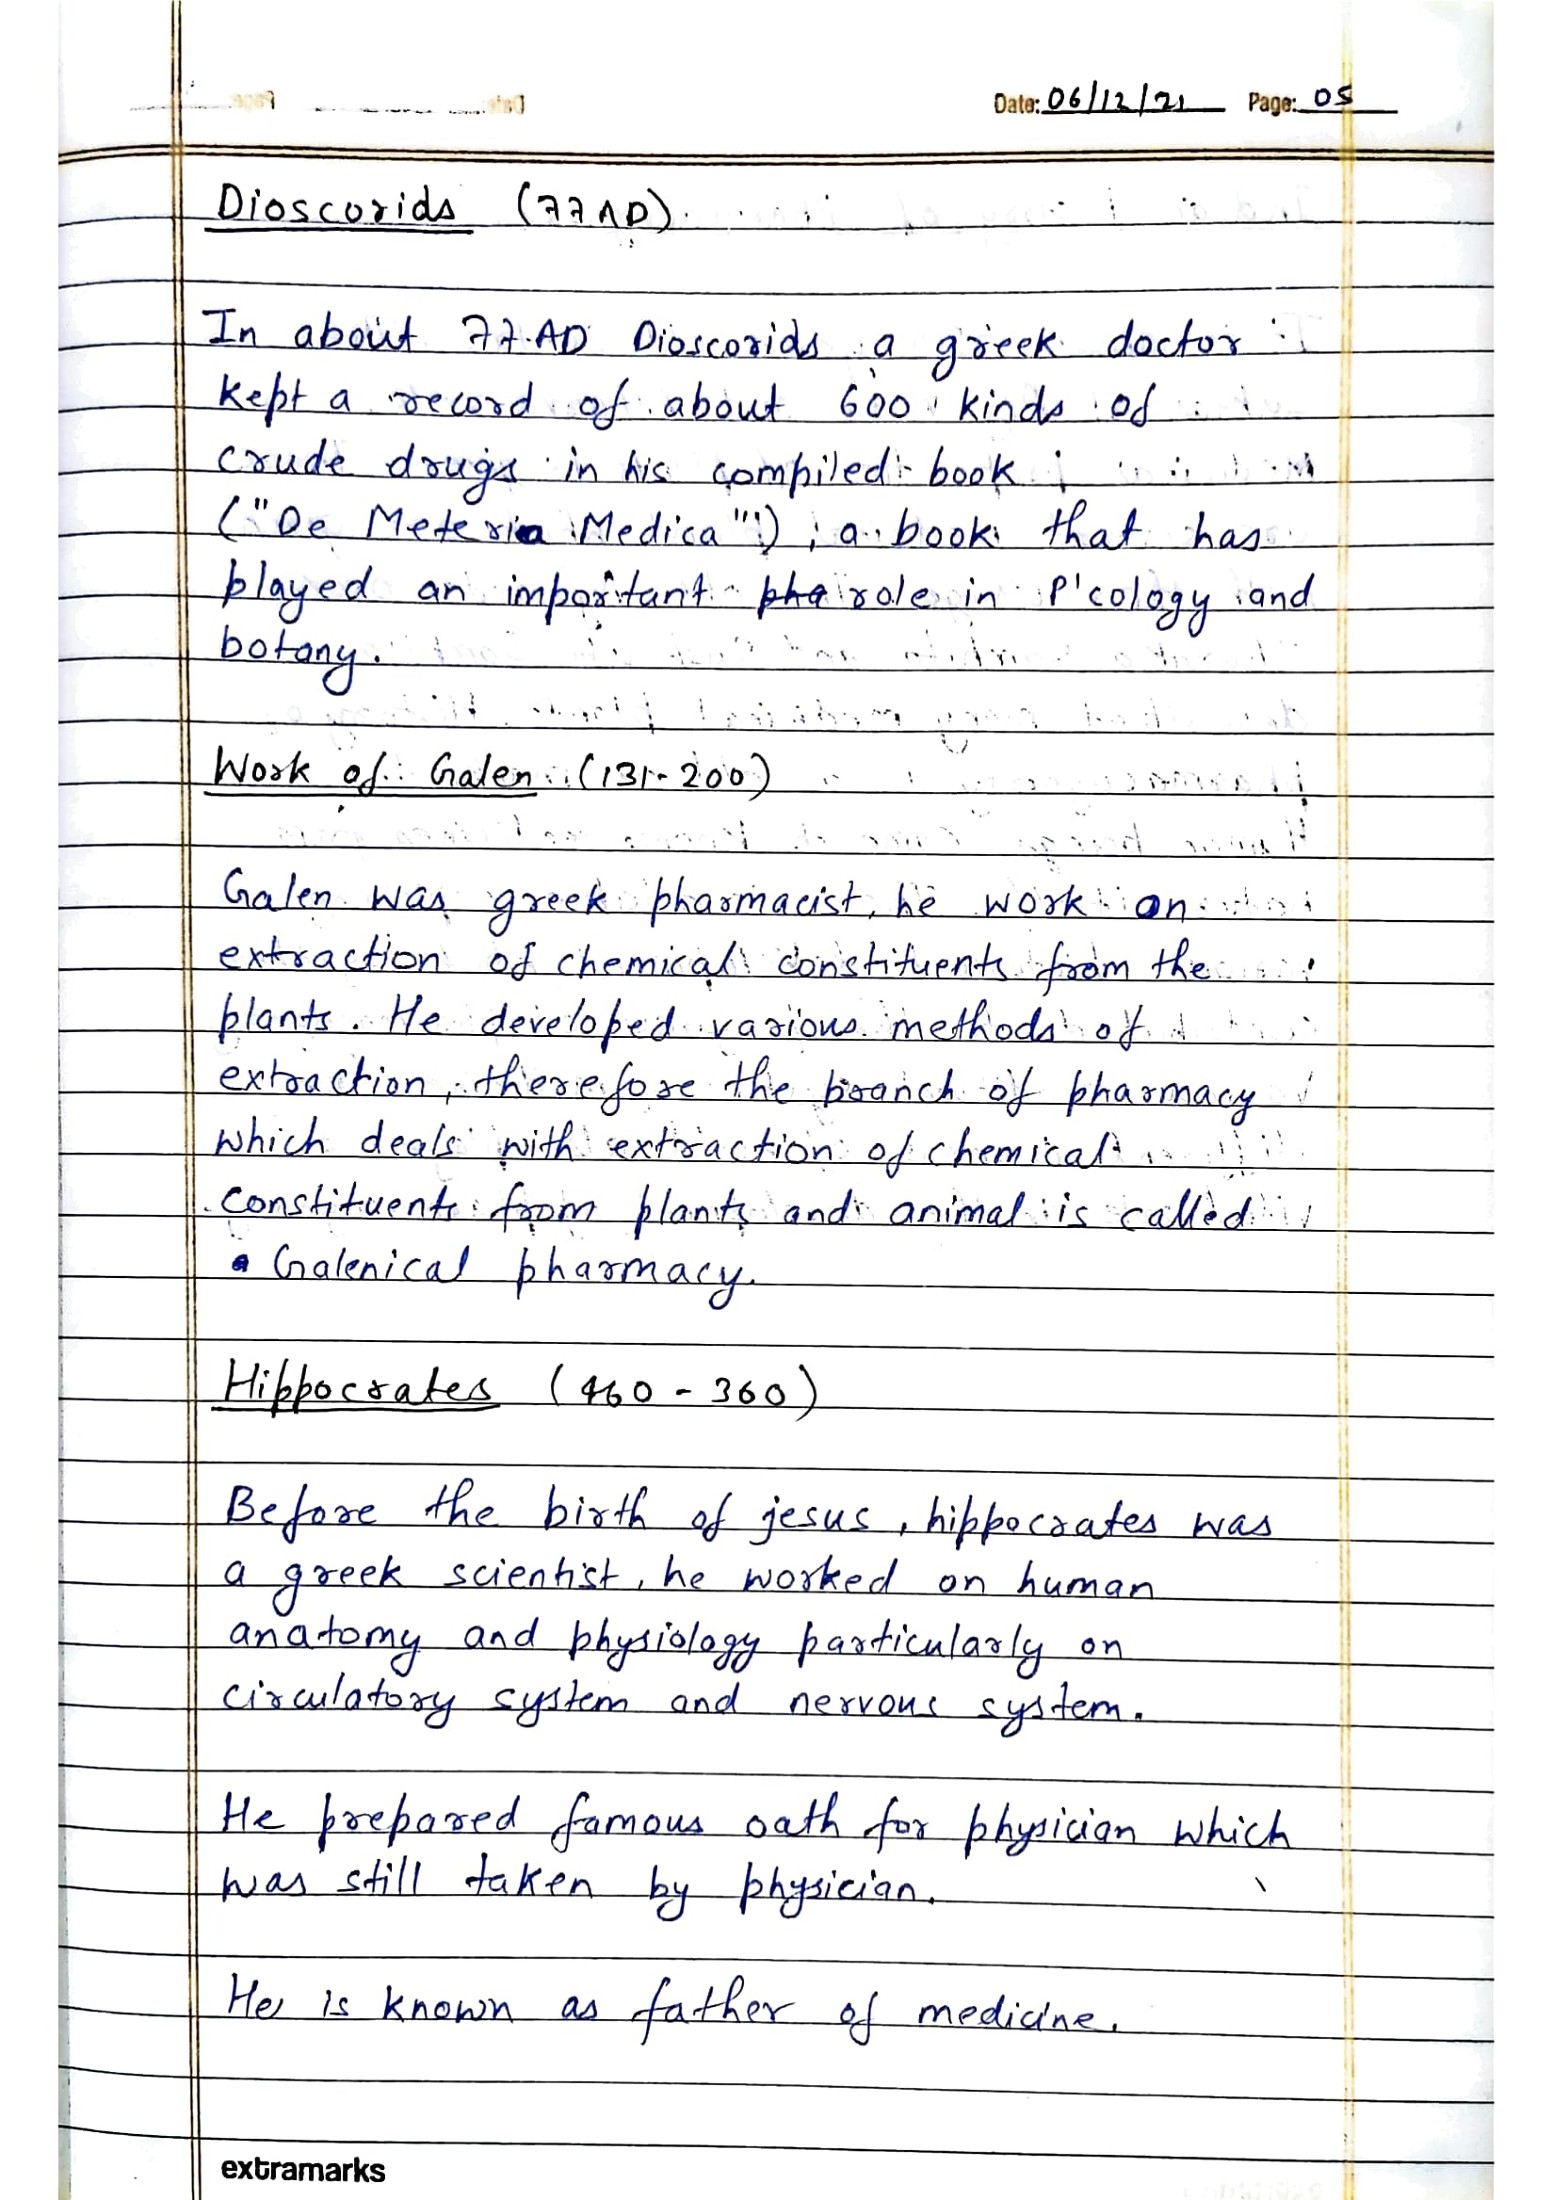 Date: 06/12/21 Page: 05
Dioscorids (77AD)
In about 77 AD Dioscorids a greek doctor
kept a record of about 600 kinds of
crude drugs in his compiled book
("De Meteria Medica"), a book that has
played an important pha role in P'cology and
botany.
Work of Galen (131-200)
Galen was greek pharmacist, he work on
extraction of chemical constituents from the
plants. He developed various methods of
extraction, therefore the branch of pharmacy
which deals with extraction of chemical
constituents from plants and animal is called
Galenical pharmacy.
Hippocrates (460 - 360)
Before the birth of jesus, hippocrates was
a greek scientist, he worked on human
anatomy and physiology particularly on
circulatory system and nervous system.
He prepared famous oath for physician which
was still taken by physician.
He is known as father of medicine.
extramarks